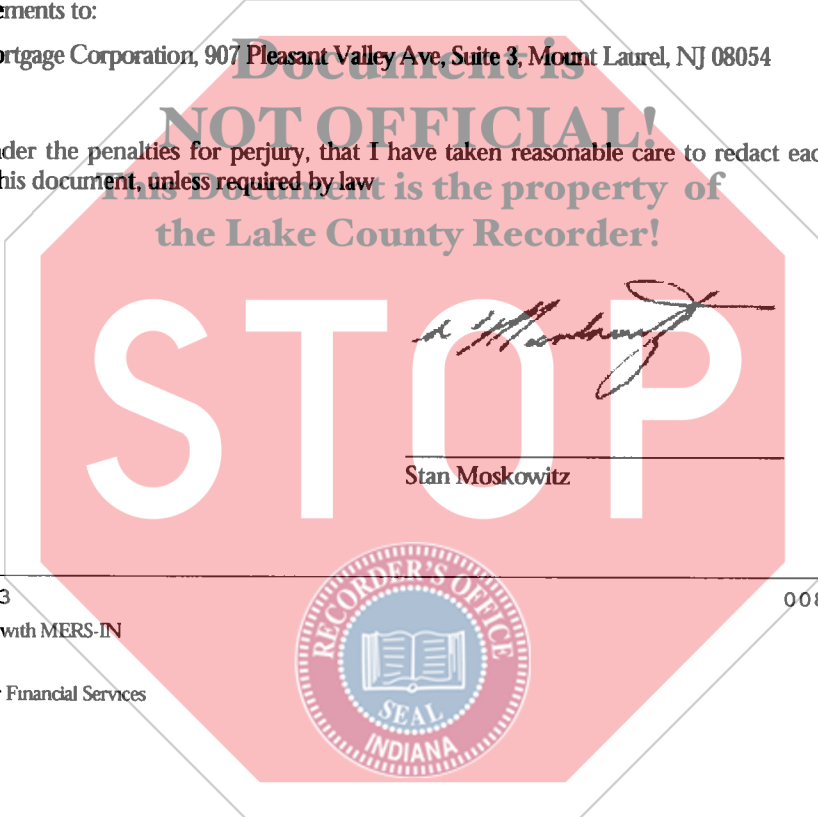 ements to:
ortgage Corporation, 907 Pleasant Valley Ave, Suite 3, Mount Laurel, NJ 08054
Document is
NOT OFFICIAL!
der the penalties for perjury, that I have taken reasonable care to redact eac
his document, unless required by law
This Document is the property of
the Lake County Recorder!
STOP
Stan Moskowitz
3 008
with MERS-IN
Financial Services
RECORDER'S OFFICE
SEAL
INDIANA